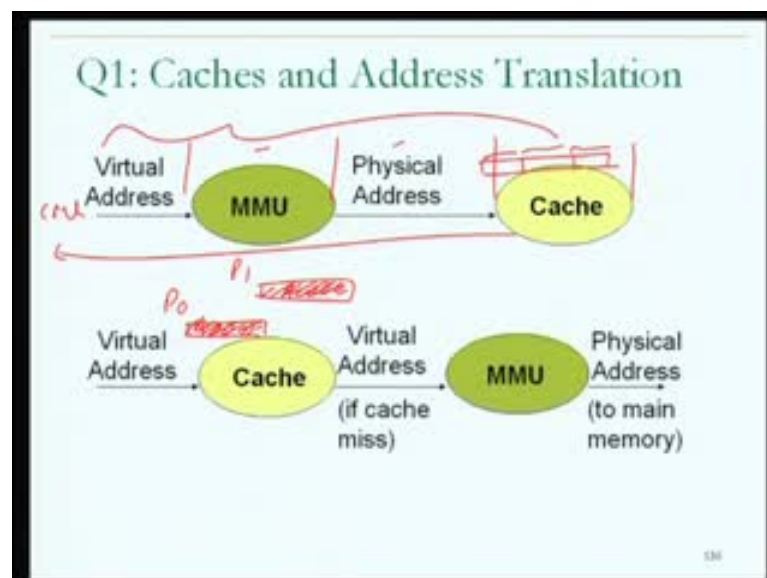 Q1: Caches and Address Translation
Virtual Address
MMU
Physical Address
Cache
P1
P0
Virtual Address
Cache
Virtual Address
(if cache miss)
MMU
Physical Address
(to main memory)